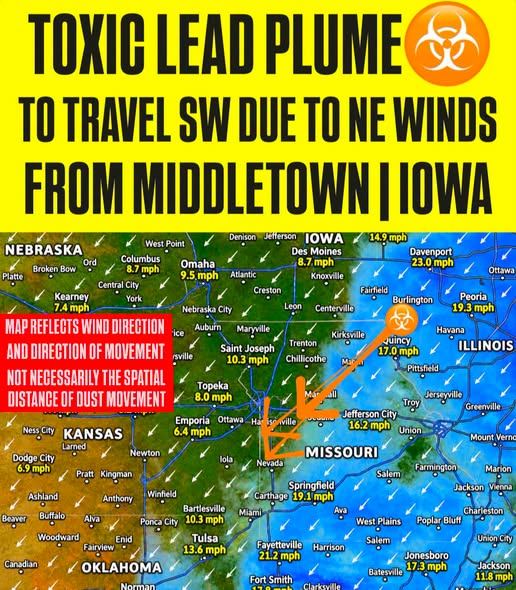 TOXIC LEAD PLUME
TO TRAVEL SW DUE TO NE WINDS
FROM MIDDLETOWN | IOWA
Denison Jefferson IOWA 14.9 mph
NEBRASKA West Point
Broken Bow Ord Columbus Omaha Des Moines Davenport
8.7 mph 9.5 mph 8.7 mph 23.0 mph
Platte Atlantic Knoxville Ottawa
Central City Creston Fairfield
Kearney York Leon Centerville Burlington Peoria
7.4 mph Nebraska City 19.3 mph
MAP REFLECTS WIND DIRECTION
AND DIRECTION OF MOVEMENT
NOT NECESSARILY THE SPATIAL
DISTANCE OF DUST MOVEMENT
Auburn Maryville Kirksville Quincy Havana
Saint Joseph Trenton 17.0 mph ILLINOIS
10.3 mph Chillicothe Pittsfield
Topeka Jerseyville
8.0 mph Troy Greenville
Emporia Ottawa Jefferson City
6.4 mph 16.2 mph Union Mount Verno
Ness City KANSAS
Larned Newton Iola Nevada MISSOURI
Dodge City Farmington Marion
6.9 mph Pratt Kingman Salem
Springfield Jackson Vienna
Ashland Anthony Winfield Carthage 19.1 mph
Beaver Buffalo Alva Bartlesville Miami Ava Charleston
Ponca City 10.3 mph West Plains Poplar Bluff
Woodward Enid Tulsa Salem Union City
Fairview 13.6 mph Fayetteville Harrison
Canadian 21.2 mph Jonesboro Jackson
OKLAHOMA 17.3 mph 11.8 mph
Norman Fort Smith Clarksville Batesville